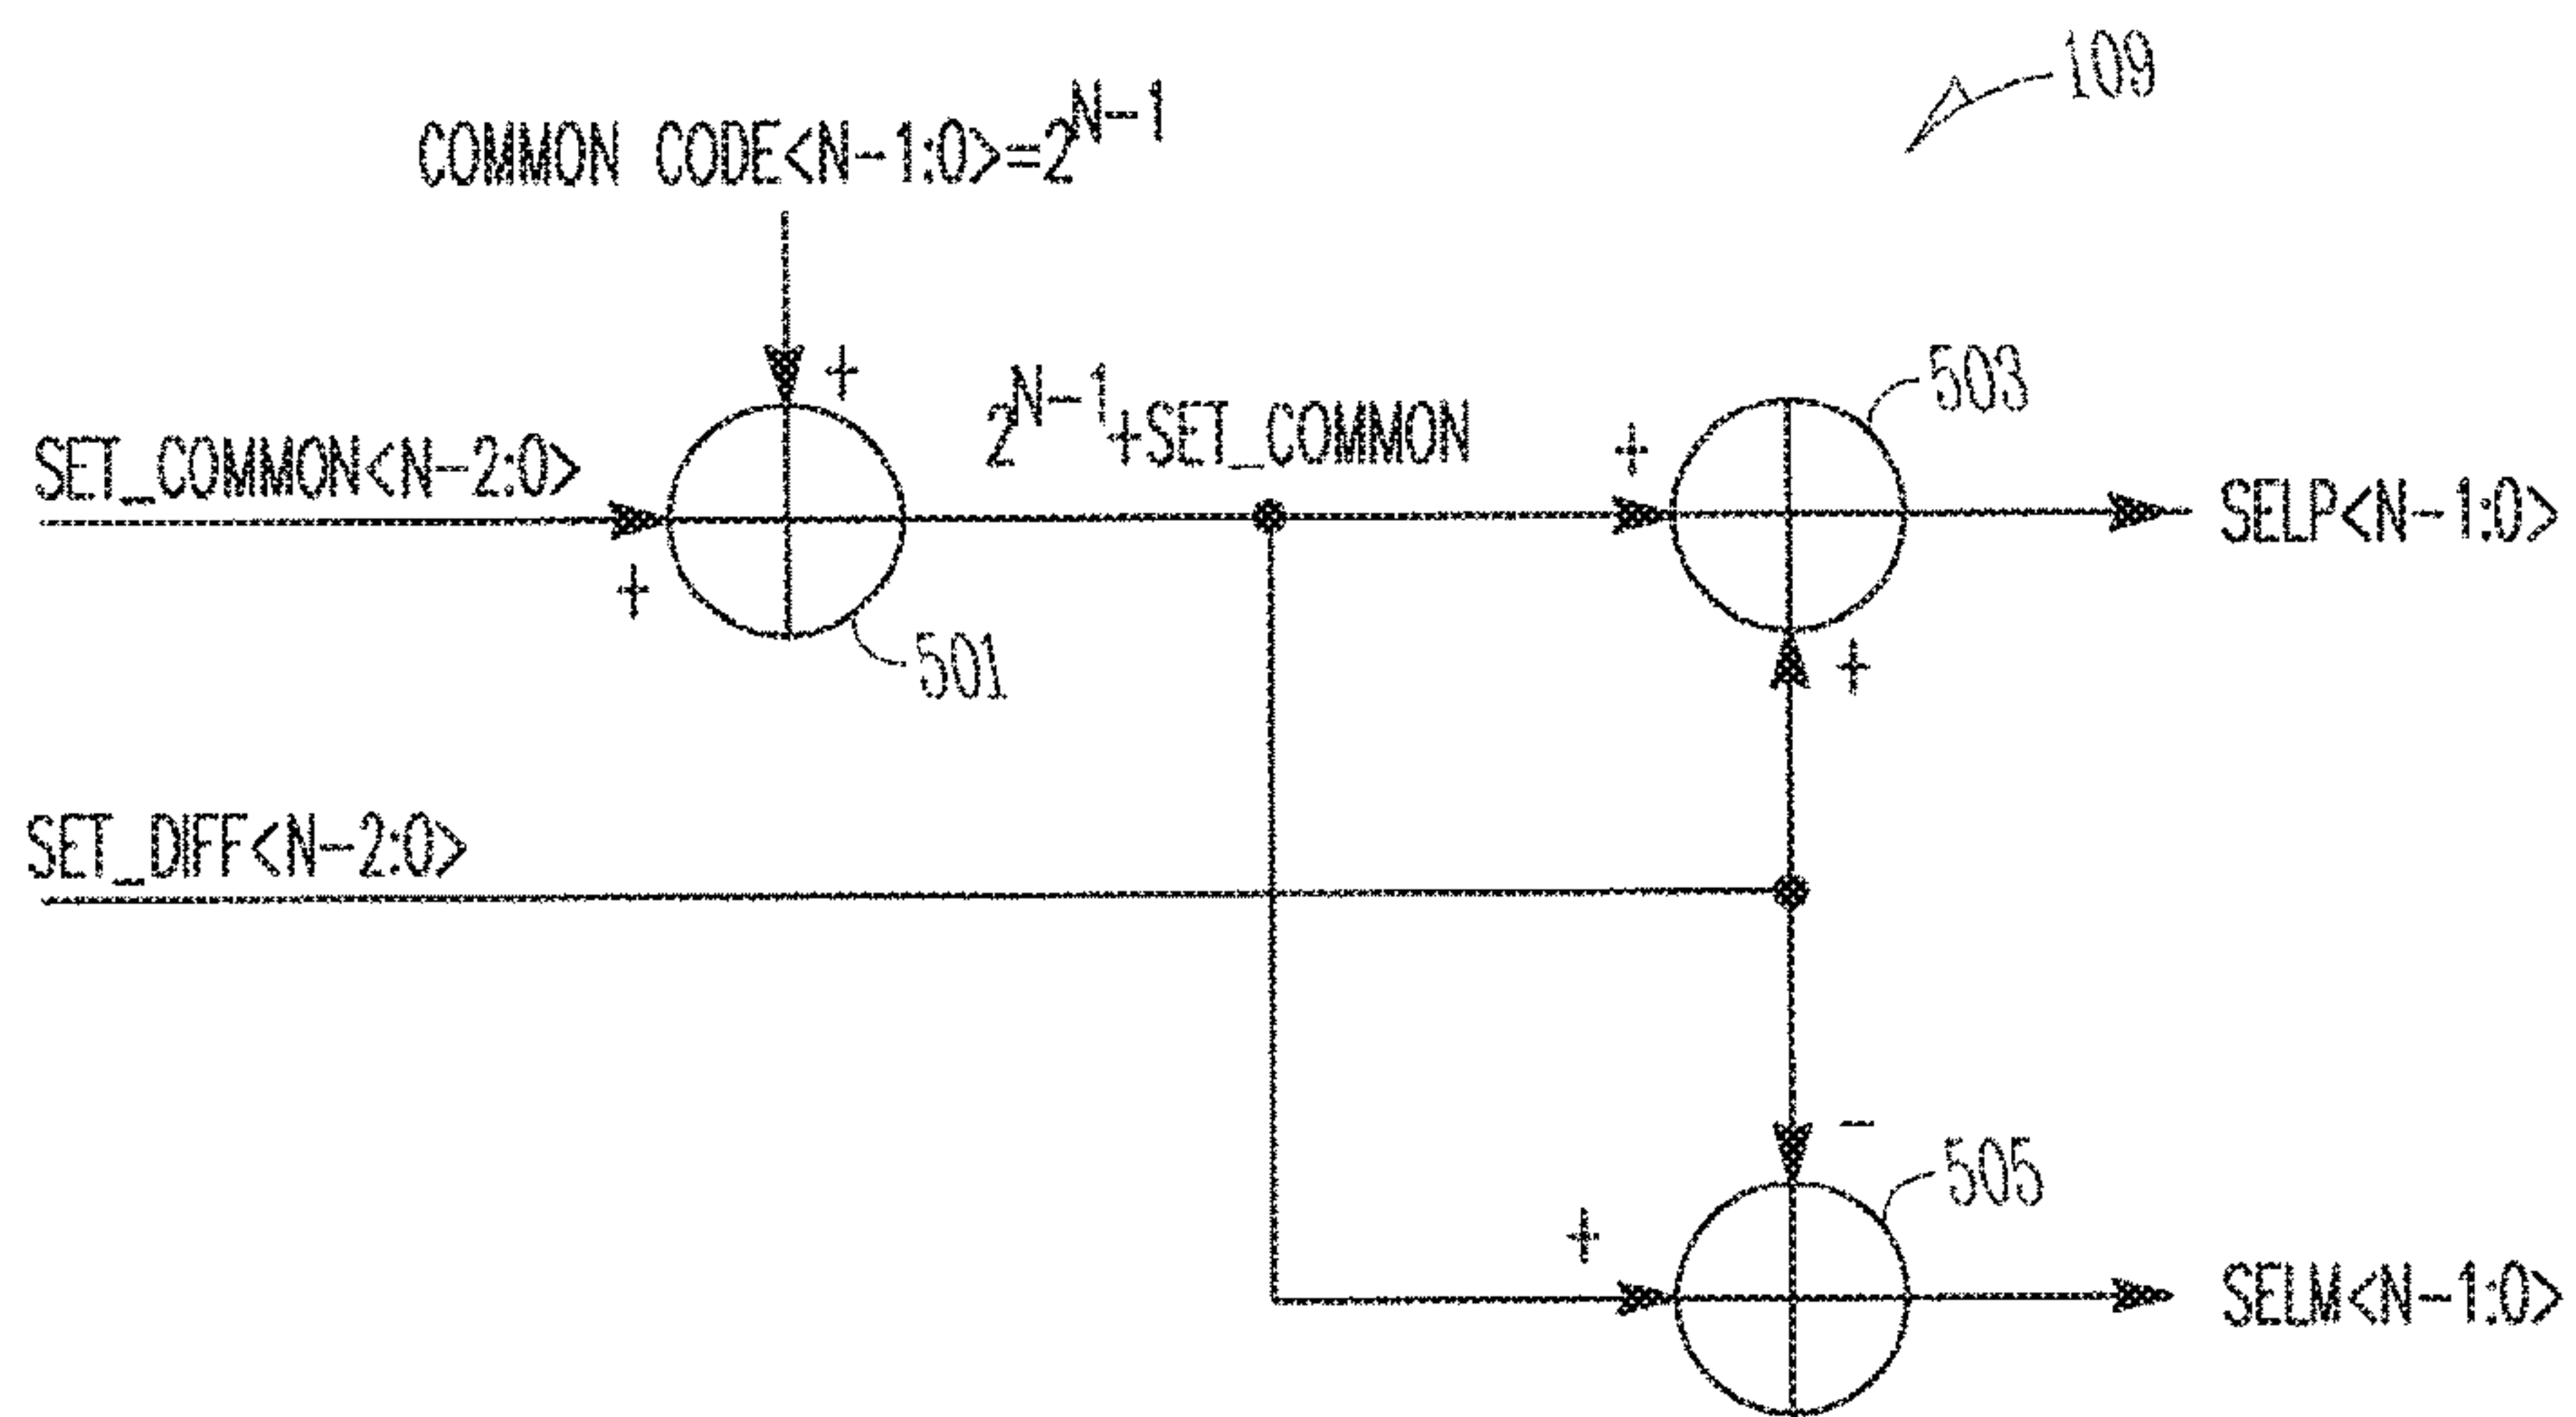 109
COMMON CODE<N-1:0>=2^N-1
SET_COMMON<N-2:0>
+
+
2^N-1+SET_COMMON
+
503
SELP<N-1:0>
501
+
SET_DIFF<N-2:0>
-
505
+
SELM<N-1:0>